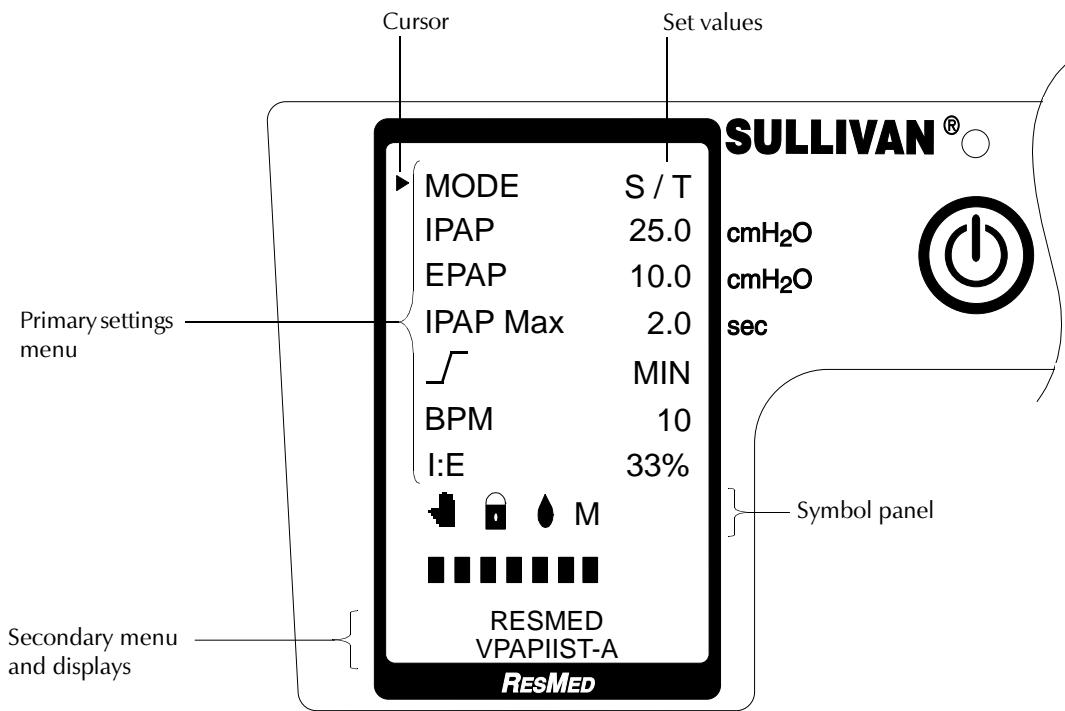 Cursor
Set values
SULLIVAN ®
MODE S / T
IPAP 25.0 cmH2O
EPAP 10.0 cmH2O
IPAP Max 2.0 sec
MIN
BPM 10
I:E 33%
Primary settings
menu
M
Symbol panel
Secondary menu
and displays
RESMED
VPAPIIST-A
RESMED